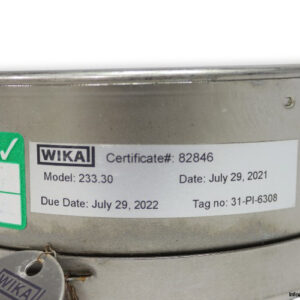 WIKA Certificate#: 82846
Model: 233.30 Date: July 29, 2021
Due Date: July 29, 2022 Tag no: 31-PI-6308
WIKA